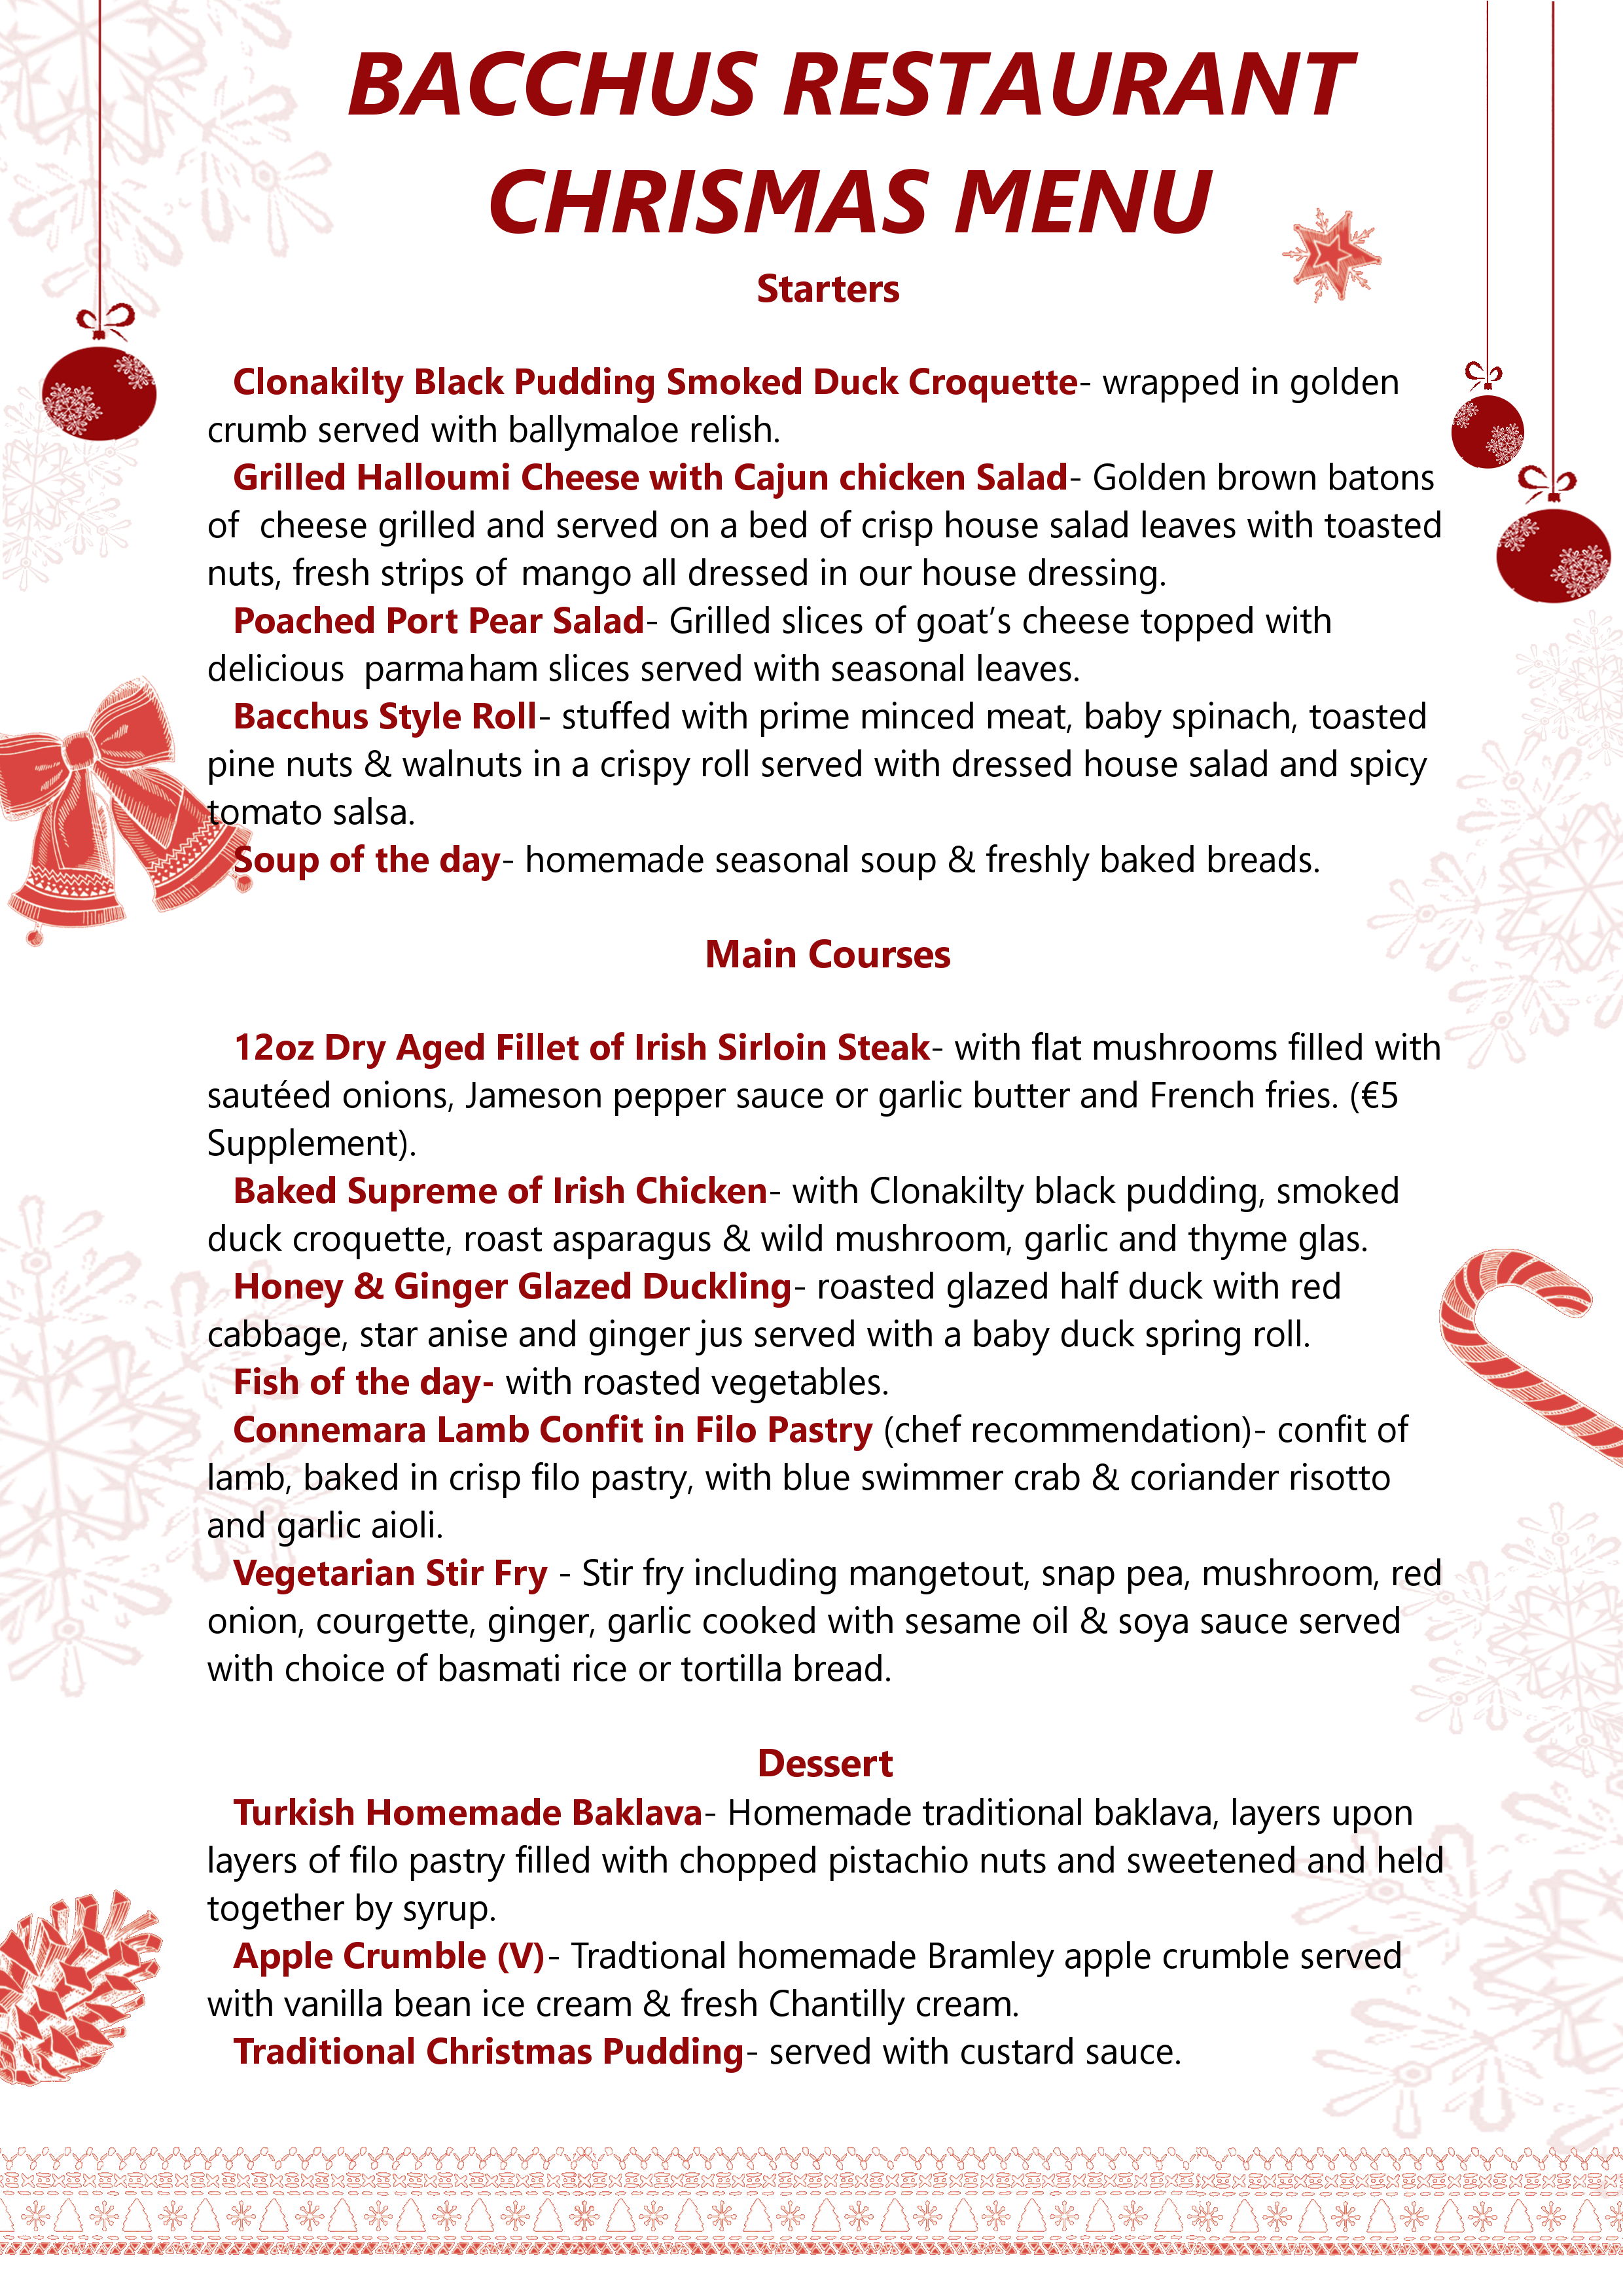 BACCHUS RESTAURANT
CHRISMAS MENU
Starters
Clonakilty Black Pudding Smoked Duck Croquette- wrapped in golden
crumb served with ballymaloe relish.
Grilled Halloumi Cheese with Cajun chicken Salad- Golden brown batons
of cheese grilled and served on a bed of crisp house salad leaves with toasted
nuts, fresh strips of mango all dressed in our house dressing.
Poached Port Pear Salad- Grilled slices of goat’s cheese topped with
delicious parma ham slices served with seasonal leaves.
Bacchus Style Roll- stuffed with prime minced meat, baby spinach, toasted
pine nuts & walnuts in a crispy roll served with dressed house salad and spicy
tomato salsa.
Soup of the day- homemade seasonal soup & freshly baked breads.
Main Courses
12oz Dry Aged Fillet of Irish Sirloin Steak- with flat mushrooms filled with
sautéed onions, Jameson pepper sauce or garlic butter and French fries. (€5
Supplement).
Baked Supreme of Irish Chicken- with Clonakilty black pudding, smoked
duck croquette, roast asparagus & wild mushroom, garlic and thyme glas.
Honey & Ginger Glazed Duckling- roasted glazed half duck with red
cabbage, star anise and ginger jus served with a baby duck spring roll.
Fish of the day- with roasted vegetables.
Connemara Lamb Confit in Filo Pastry (chef recommendation)- confit of
lamb, baked in crisp filo pastry, with blue swimmer crab & coriander risotto
and garlic aioli.
Vegetarian Stir Fry - Stir fry including mangetout, snap pea, mushroom, red
onion, courgette, ginger, garlic cooked with sesame oil & soya sauce served
with choice of basmati rice or tortilla bread.
Dessert
Turkish Homemade Baklava- Homemade traditional baklava, layers upon
layers of filo pastry filled with chopped pistachio nuts and sweetened and held
together by syrup.
Apple Crumble (V)- Tradtional homemade Bramley apple crumble served
with vanilla bean ice cream & fresh Chantilly cream.
Traditional Christmas Pudding- served with custard sauce.